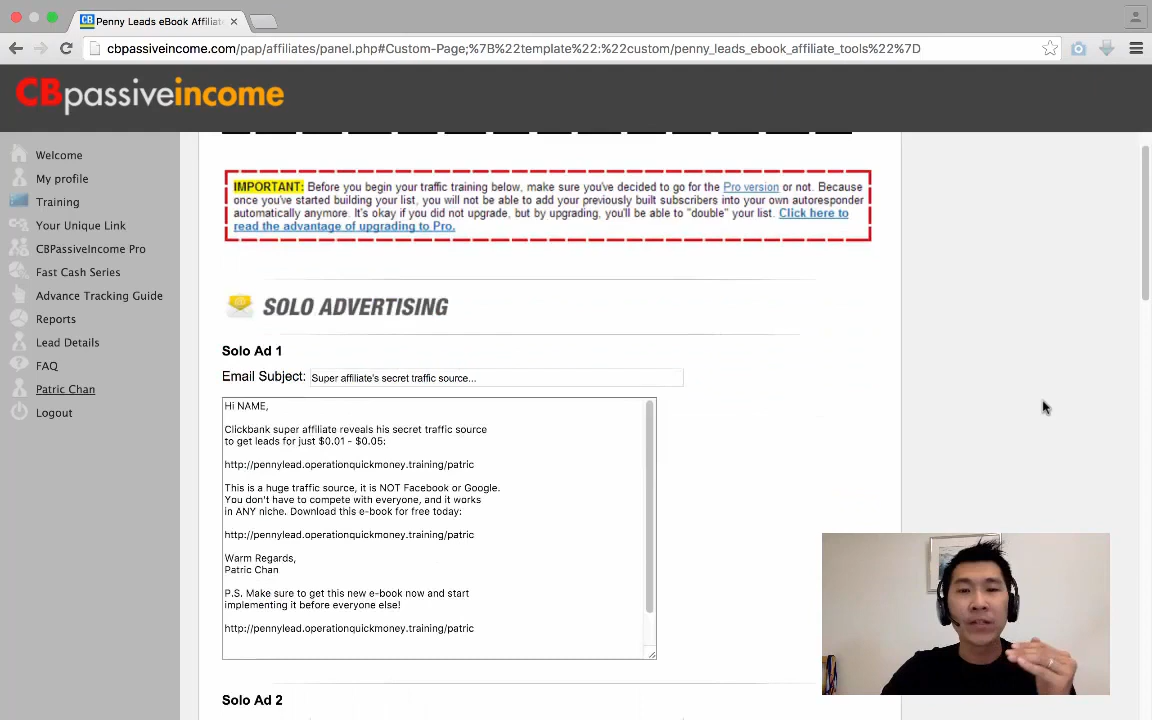 Penny Leads eBook Affiliate
cbpassiveincome.com/pap/affiliates/panel.php#Custom-Page;%7B%22template%22:%22custom/penny_leads_ebook_affiliate_tools%22%7D
CBpassiveincome
Welcome
My profile
Training
Your Unique Link
CBPassiveIncome Pro
Fast Cash Series
Advance Tracking Guide
Reports
Lead Details
FAQ
Patric Chan
Logout
IMPORTANT: Before you begin your traffic training below, make sure you've decided to go for the Pro version or not. Because
once you've started building your list, you will not be able to add your previously built subscribers into your own autoresponder
automatically anymore. It's okay if you did not upgrade, but by upgrading, you'll be able to "double" your list. Click here to
read the advantage of upgrading to Pro.
SOLO ADVERTISING
Solo Ad 1
Email Subject: Super affiliate's secret traffic source...
Hi NAME,
Clickbank super affiliate reveals his secret traffic source
to get leads for just $0.01 - $0.05:
http://pennylead.operationquickmoney.training/patric
This is a huge traffic source, it is NOT Facebook or Google.
You don't have to compete with everyone, and it works
in ANY niche. Download this e-book for free today:
http://pennylead.operationquickmoney.training/patric
Warm Regards,
Patric Chan
P.S. Make sure to get this new e-book now and start
implementing it before everyone else!
http://pennylead.operationquickmoney.training/patric
Solo Ad 2